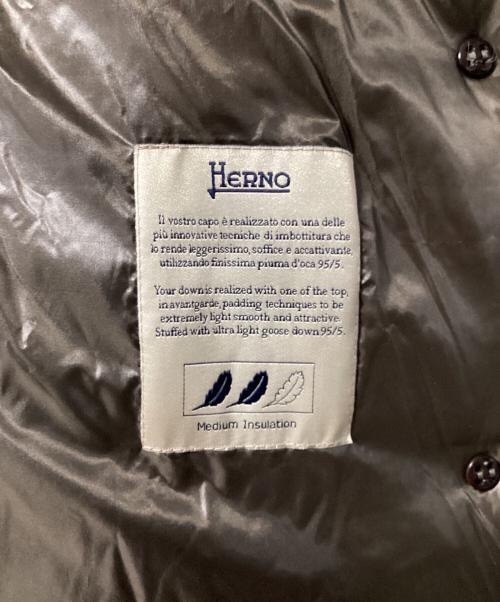 HERNO
Il vostro capo è realizzato con una delle
più innovative tecniche di imbottitura che
lo rende leggerissimo, soffice e accattivante,
utilizzando finissima piuma d'oca 95/5.
Your down is realized with one of the top,
in avantgarde, padding techniques to be
extremely light smooth and attractive.
Stuffed with ultra light goose down 95/5.
Medium Insulation